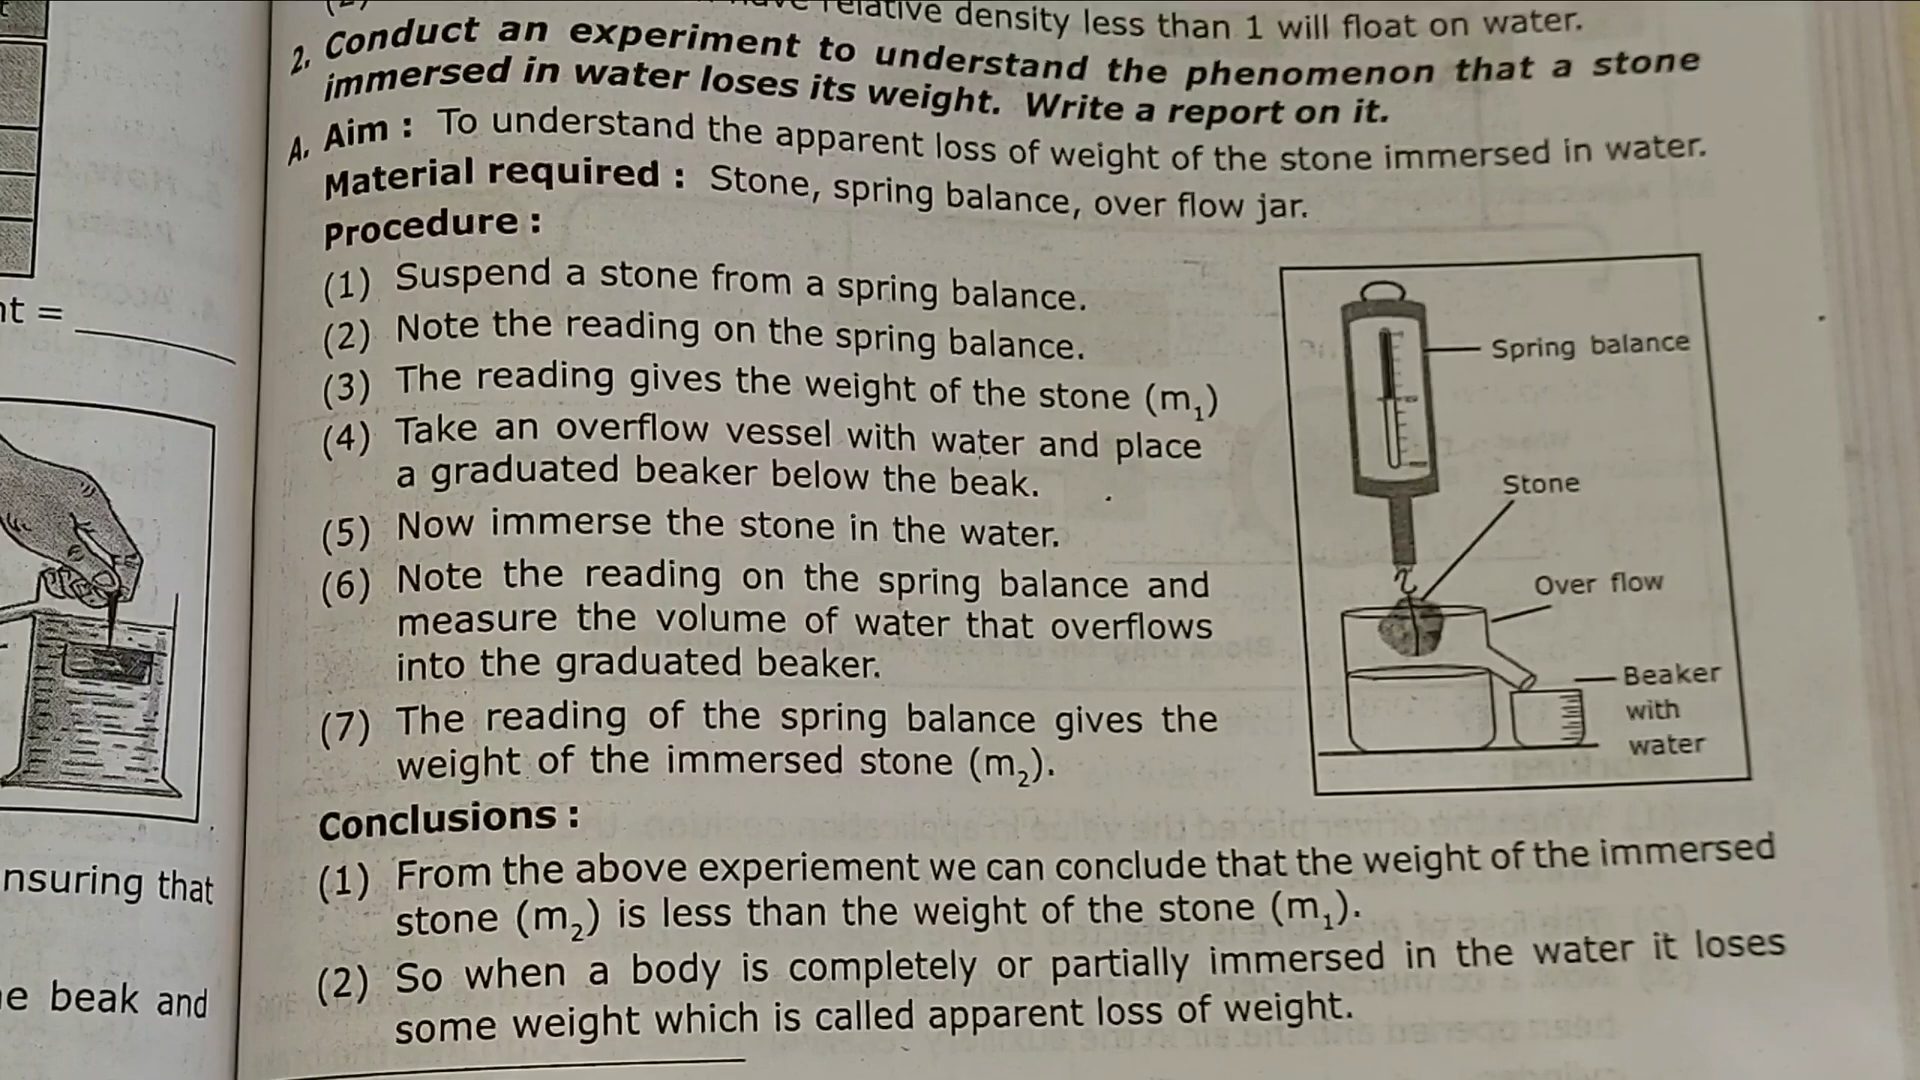 relative density less than 1 will float on water.
2. Conduct an experiment to understand the phenomenon that a stone
immersed in water loses its weight. Write a report on it.
A. Aim : To understand the apparent loss of weight of the stone immersed in water.
Material required : Stone, spring balance, over flow jar.
Procedure :
(1) Suspend a stone from a spring balance.
(2) Note the reading on the spring balance.
(3) The reading gives the weight of the stone (m₁)
(4) Take an overflow vessel with water and place
a graduated beaker below the beak.
(5) Now immerse the stone in the water.
(6) Note the reading on the spring balance and
measure the volume of water that overflows
into the graduated beaker.
(7) The reading of the spring balance gives the
weight of the immersed stone (m₂).
Spring balance
Stone
Over flow
Beaker
with
water
Conclusions :
(1) From the above experiement we can conclude that the weight of the immersed
stone (m₂) is less than the weight of the stone (m₁).
(2) So when a body is completely or partially immersed in the water it loses
some weight which is called apparent loss of weight.
nsuring that
beak and